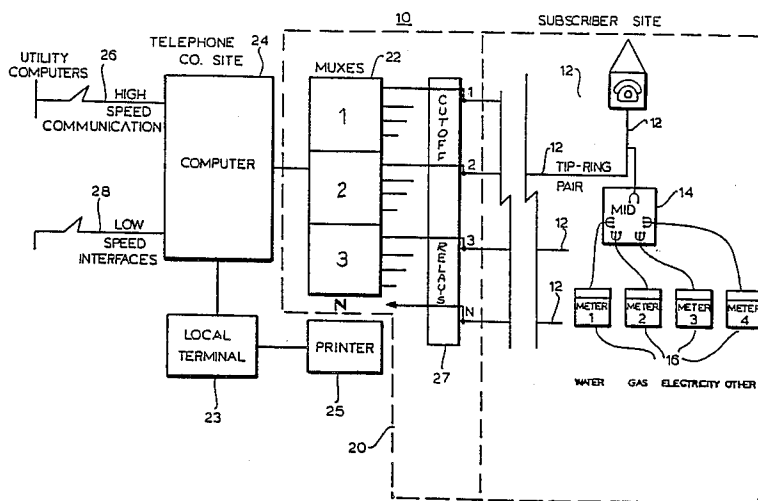 10
SUBSCRIBER SITE
TELEPHONE
CO. SITE
24
UTILITY
COMPUTERS
26
HIGH
SPEED
COMMUNICATION
MUXES
22
1
2
3
N
COMPUTER
CUTOFF
RELAYS
1
2
3
N
12
12
12
TIP-RING
PAIR
14
MID
28
LOW
SPEED
INTERFACES
12
12
METER
1
METER
2
METER
3
METER
4
16
WATER
GAS
ELECTRICITY
OTHER
LOCAL
TERMINAL
23
PRINTER
25
27
20